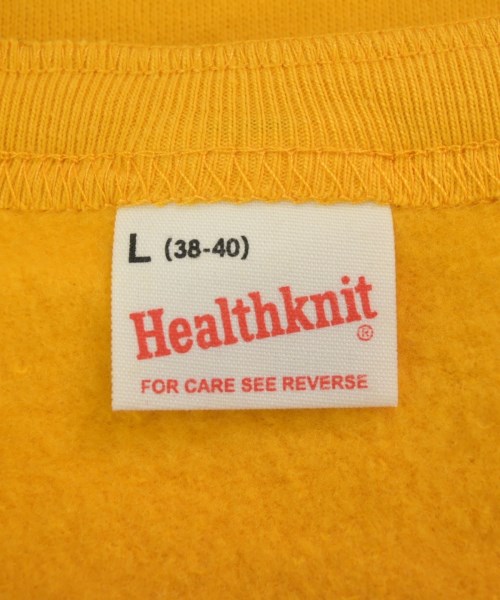 L (38-40)
Healthknit®
FOR CARE SEE REVERSE